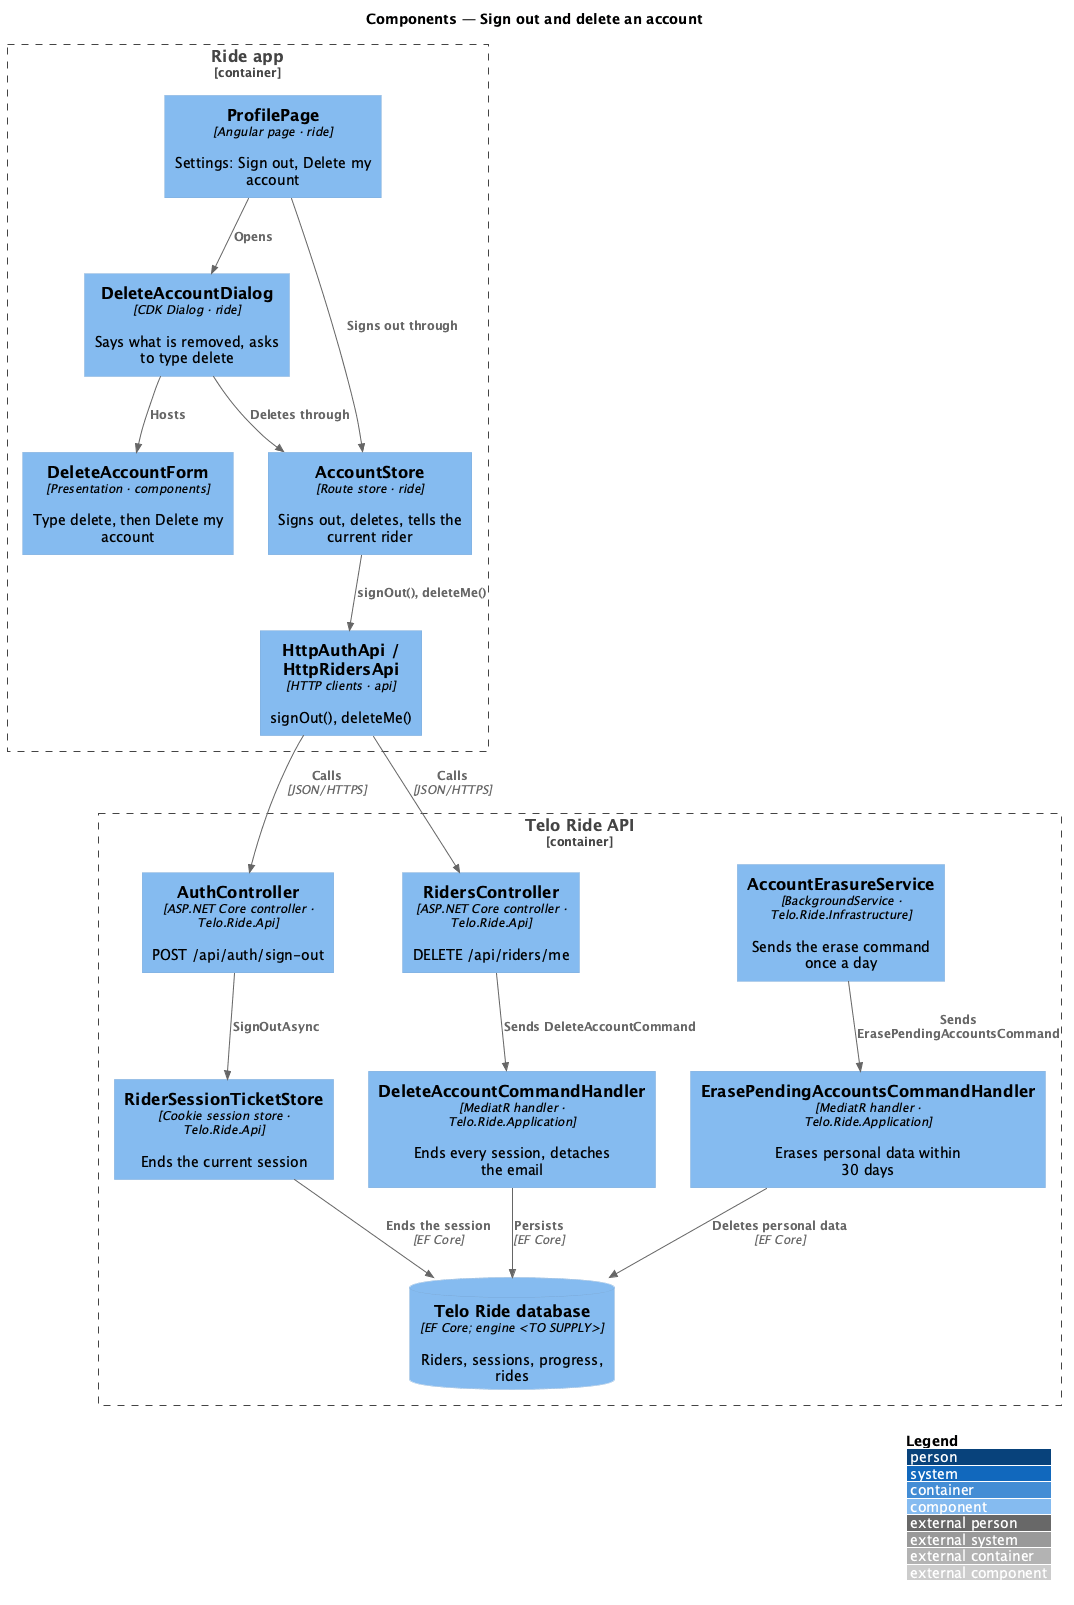 Components — Sign out and delete an account
Ride app
[container]
ProfilePage
[Angular page · ride]
Settings: Sign out, Delete my
account
Opens
Signs out through
DeleteAccountDialog
[CDK Dialog · ride]
Says what is removed, asks
to type delete
Hosts
Deletes through
DeleteAccountForm
[Presentation · components]
Type delete, then Delete my
account
AccountStore
[Route store · ride]
Signs out, deletes, tells the
current rider
signOut(), deleteMe()
HttpAuthApi /
HttpRidersApi
[HTTP clients · api]
signOut(), deleteMe()
Calls
[JSON/HTTPS]
Calls
[JSON/HTTPS]
Telo Ride API
[container]
AuthController
[ASP.NET Core controller ·
Telo.Ride.Api]
POST /api/auth/sign-out
RidersController
[ASP.NET Core controller ·
Telo.Ride.Api]
DELETE /api/riders/me
AccountErasureService
[BackgroundService ·
Telo.Ride.Infrastructure]
Sends the erase command
once a day
SignOutAsync
Sends DeleteAccountCommand
Sends
ErasePendingAccountsCommand
RiderSessionTicketStore
[Cookie session store ·
Telo.Ride.Api]
Ends the current session
DeleteAccountCommandHandler
[MediatR handler ·
Telo.Ride.Application]
Ends every session, detaches
the email
ErasePendingAccountsCommandHandler
[MediatR handler ·
Telo.Ride.Application]
Erases personal data within
30 days
Ends the session
[EF Core]
Persists
[EF Core]
Deletes personal data
[EF Core]
Telo Ride database
[EF Core; engine <TO SUPPLY>]
Riders, sessions, progress,
rides
Legend
person
system
container
component
external person
external system
external container
external component